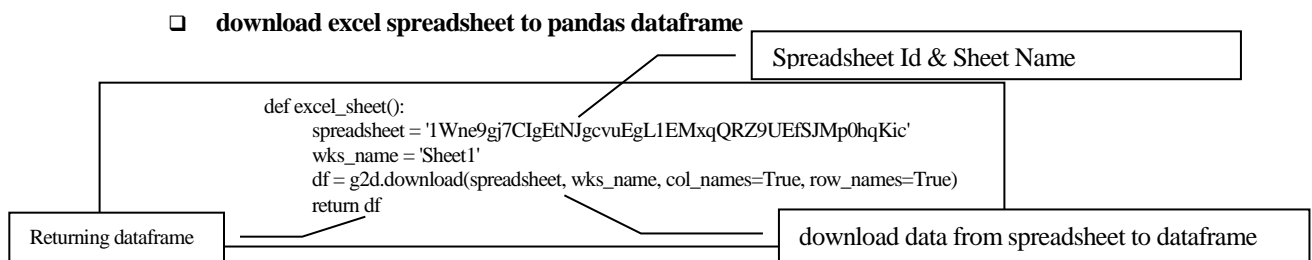 ❑ download excel spreadsheet to pandas dataframe
Spreadsheet Id & Sheet Name
def excel_sheet():
spreadsheet = '1Wne9gj7CIgEtNJgcvuEgL1EMxqQRZ9UEfSJMp0hqKic'
wks_name = 'Sheet1'
df = g2d.download(spreadsheet, wks_name, col_names=True, row_names=True)
return df
Returning dataframe
download data from spreadsheet to dataframe